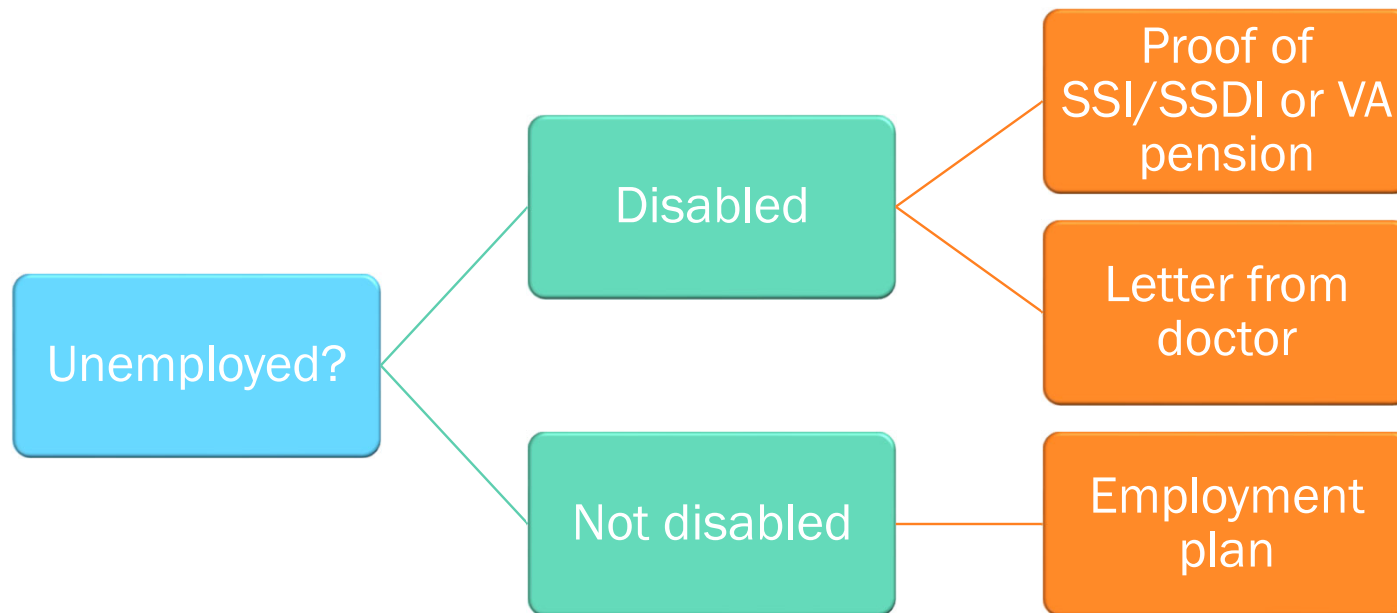 Unemployed?
Disabled
Not disabled
Proof of
SSI/SSDI or VA
pension
Letter from
doctor
Employment
plan